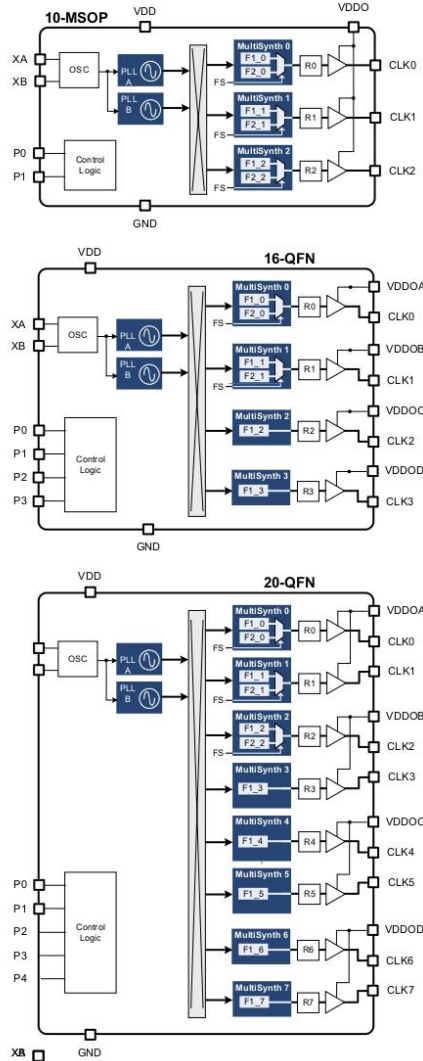 10-MSOP
VDD
VDDO
XA
XB
OSC
PLL
A
PLL
B
MultiSynth 0
F1_0
F2_0
FS
R0
CLK0
MultiSynth 1
F1_1
F2_1
FS
R1
CLK1
MultiSynth 2
F1_2
F2_2
FS
R2
CLK2
P0
P1
Control
Logic
GND
16-QFN
VDD
XA
XB
OSC
PLL
A
PLL
B
MultiSynth 0
F1_0
F2_0
FS
R0
VDDOA
CLK0
MultiSynth 1
F1_1
F2_1
FS
R1
VDDOB
CLK1
MultiSynth 2
F1_2
R2
VDDOC
CLK2
MultiSynth 3
F1_3
R3
VDDOD
CLK3
P0
P1
P2
P3
Control
Logic
GND
20-QFN
VDD
OSC
PLL
A
PLL
B
MultiSynth 0
F1_0
F2_0
FS
R0
VDDOA
CLK0
MultiSynth 1
F1_1
F2_1
FS
R1
CLK1
MultiSynth 2
F1_2
F2_2
FS
R2
VDDOB
CLK2
MultiSynth 3
F1_3
R3
CLK3
MultiSynth 4
F1_4
R4
VDDOC
CLK4
MultiSynth 5
F1_5
R5
CLK5
MultiSynth 6
F1_6
R6
VDDOD
CLK6
MultiSynth 7
F1_7
R7
CLK7
P0
P1
P2
P3
P4
Control
Logic
GND